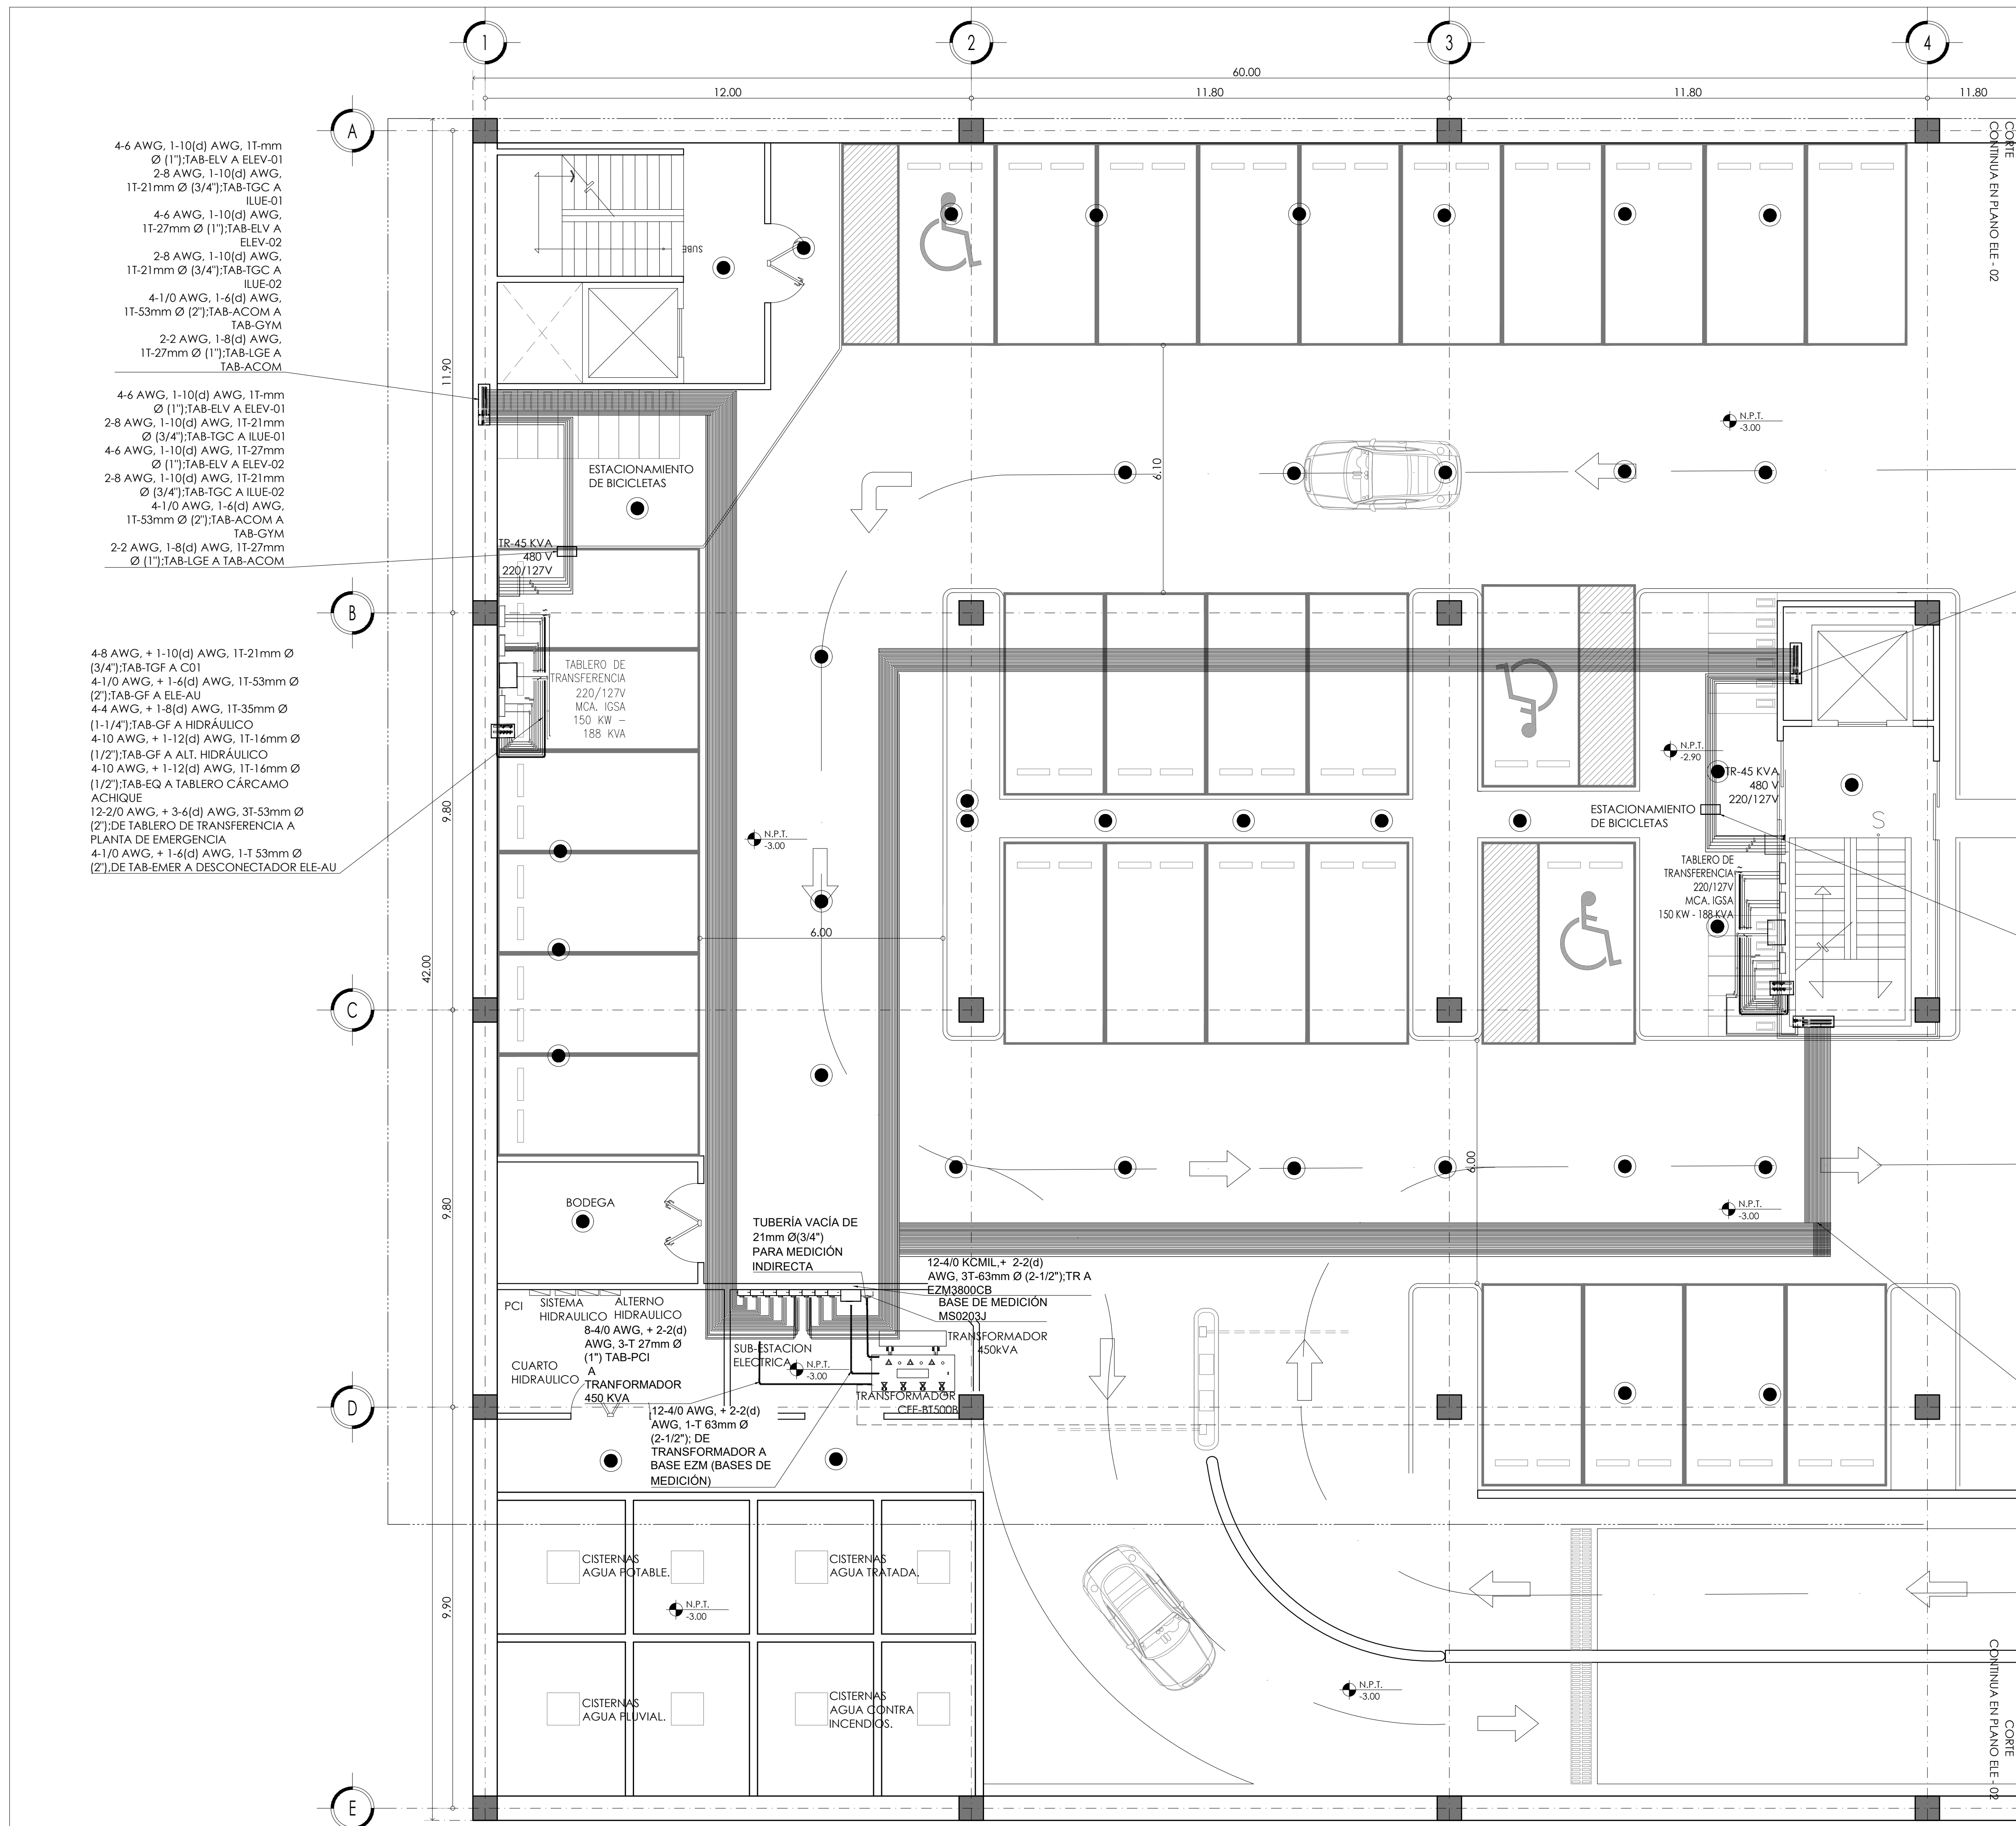 1
2
3
4
60.00
12.00
11.80
11.80
11.80
A
B
C
D
E
11.90
9.80
42.00
9.80
9.90
CORTE
CONTINUA EN PLANO ELE - 02
4-6 AWG, 1-10(d) AWG, 1T-mm
Ø (1");TAB-ELV A ELEV-01
2-8 AWG, 1-10(d) AWG,
1T-21mm Ø (3/4");TAB-TGC A
ILUE-01
4-6 AWG, 1-10(d) AWG,
1T-27mm Ø (1");TAB-ELV A
ELEV-02
2-8 AWG, 1-10(d) AWG,
1T-21mm Ø (3/4");TAB-TGC A
ILUE-02
4-1/0 AWG, 1-6(d) AWG,
1T-53mm Ø (2");TAB-ACOM A
TAB-GYM
2-2 AWG, 1-8(d) AWG,
1T-27mm Ø (1");TAB-LGE A
TAB-ACOM
4-6 AWG, 1-10(d) AWG, 1T-mm
Ø (1");TAB-ELV A ELEV-01
2-8 AWG, 1-10(d) AWG, 1T-21mm
Ø (3/4");TAB-TGC A ILUE-01
4-6 AWG, 1-10(d) AWG, 1T-27mm
Ø (1");TAB-ELV A ELEV-02
2-8 AWG, 1-10(d) AWG, 1T-21mm
Ø (3/4");TAB-TGC A ILUE-02
4-1/0 AWG, 1-6(d) AWG,
1T-53mm Ø (2");TAB-ACOM A
TAB-GYM
2-2 AWG, 1-8(d) AWG, 1T-27mm
Ø (1");TAB-LGE A TAB-ACOM
4-8 AWG, + 1-10(d) AWG, 1T-21mm Ø
(3/4");TAB-TGF A C01
4-1/0 AWG, + 1-6(d) AWG, 1T-53mm Ø
(2");TAB-GF A ELE-AU
4-4 AWG, + 1-8(d) AWG, 1T-35mm Ø
(1-1/4");TAB-GF A HIDRÁULICO
4-10 AWG, + 1-12(d) AWG, 1T-16mm Ø
(1/2");TAB-GF A ALT. HIDRÁULICO
4-10 AWG, + 1-12(d) AWG, 1T-16mm Ø
(1/2");TAB-EQ A TABLERO CÁRCAMO
ACHIQUE
12-2/0 AWG, + 3-6(d) AWG, 3T-53mm Ø
(2");DE TABLERO DE TRANSFERENCIA A
PLANTA DE EMERGENCIA
4-1/0 AWG, + 1-6(d) AWG, 1-T 53mm Ø
(2"),DE TAB-EMER A DESCONECTADOR ELE-AU
SUBE
ESTACIONAMIENTO
DE BICICLETAS
TR-45 KVA
480 V
220/127V
TABLERO DE
TRANSFERENCIA
220/127V
MCA. IGSA
150 KW –
188 KVA
6.10
N.P.T.
-3.00
N.P.T.
-3.00
6.00
N.P.T.
-2.90
TR-45 KVA
480 V
220/127V
ESTACIONAMIENTO
DE BICICLETAS
TABLERO DE
TRANSFERENCIA
220/127V
MCA. IGSA
150 KW - 188 KVA
S
6.00
N.P.T.
-3.00
BODEGA
TUBERÍA VACÍA DE
21mm Ø(3/4")
PARA MEDICIÓN
INDIRECTA
12-4/0 KCMIL,+ 2-2(d)
AWG, 3T-63mm Ø (2-1/2");TR A
EZM3800CB
BASE DE MEDICIÓN
MS0203J
TRANSFORMADOR
450kVA
PCI
SISTEMA
HIDRAULICO
ALTERNO
HIDRAULICO
8-4/0 AWG, + 2-2(d)
AWG, 3-T 27mm Ø
(1") TAB-PCI
A
TRANFORMADOR
450 KVA
CUARTO
HIDRAULICO
SUB-ESTACION
ELECTRICA
N.P.T.
-3.00
TRANSFORMADOR
CFE-BT500B
12-4/0 AWG, + 2-2(d)
AWG, 1-T 63mm Ø
(2-1/2"); DE
TRANSFORMADOR A
BASE EZM (BASES DE
MEDICIÓN)
CISTERNAS
AGUA POTABLE.
CISTERNAS
AGUA TRATADA.
N.P.T.
-3.00
CISTERNAS
AGUA PLUVIAL.
CISTERNAS
AGUA CONTRA
INCENDIOS.
N.P.T.
-3.00
CORTE
CONTINUA EN PLANO ELE - 02